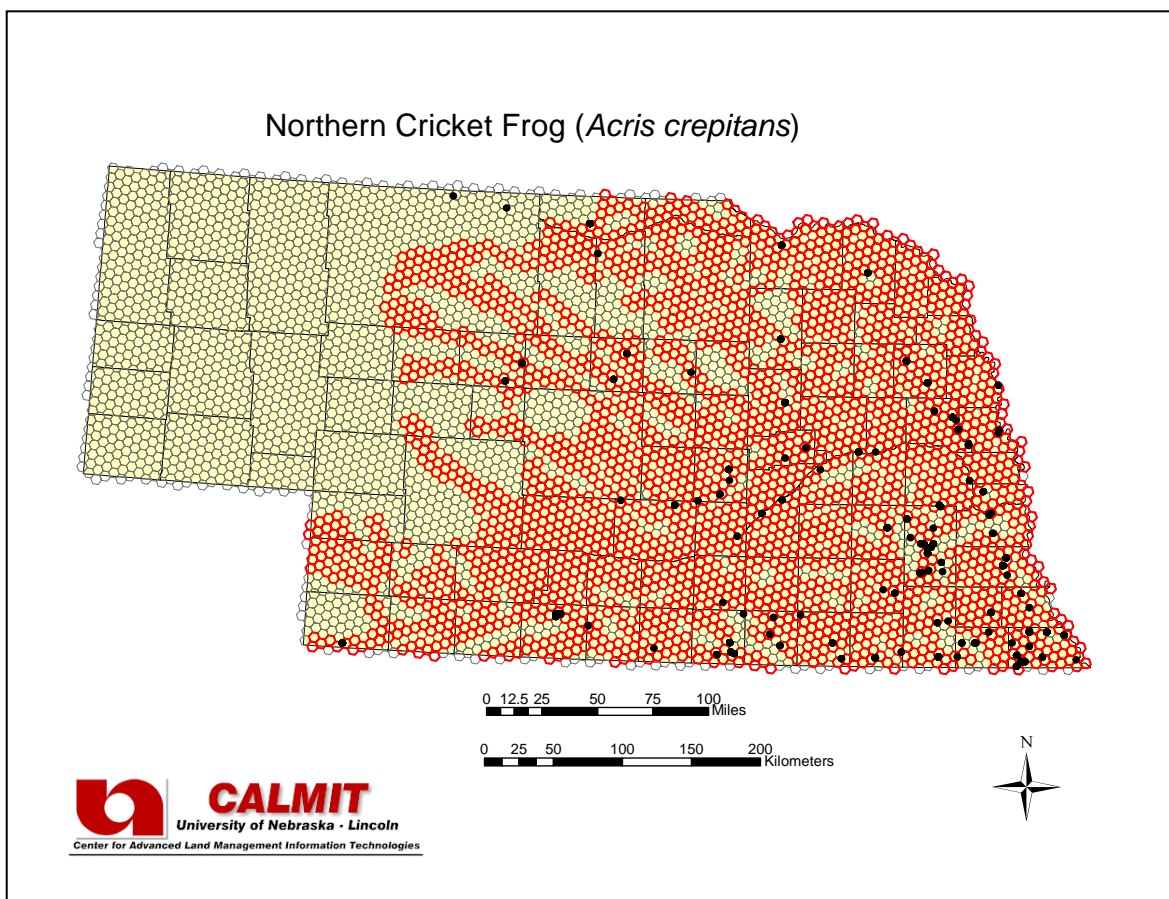 Northern Cricket Frog (Acris crepitans)
0 12.5 25 50 75 100
Miles
0 25 50 100 150 200
Kilometers
N
CALMIT
University of Nebraska - Lincoln
Center for Advanced Land Management Information Technologies